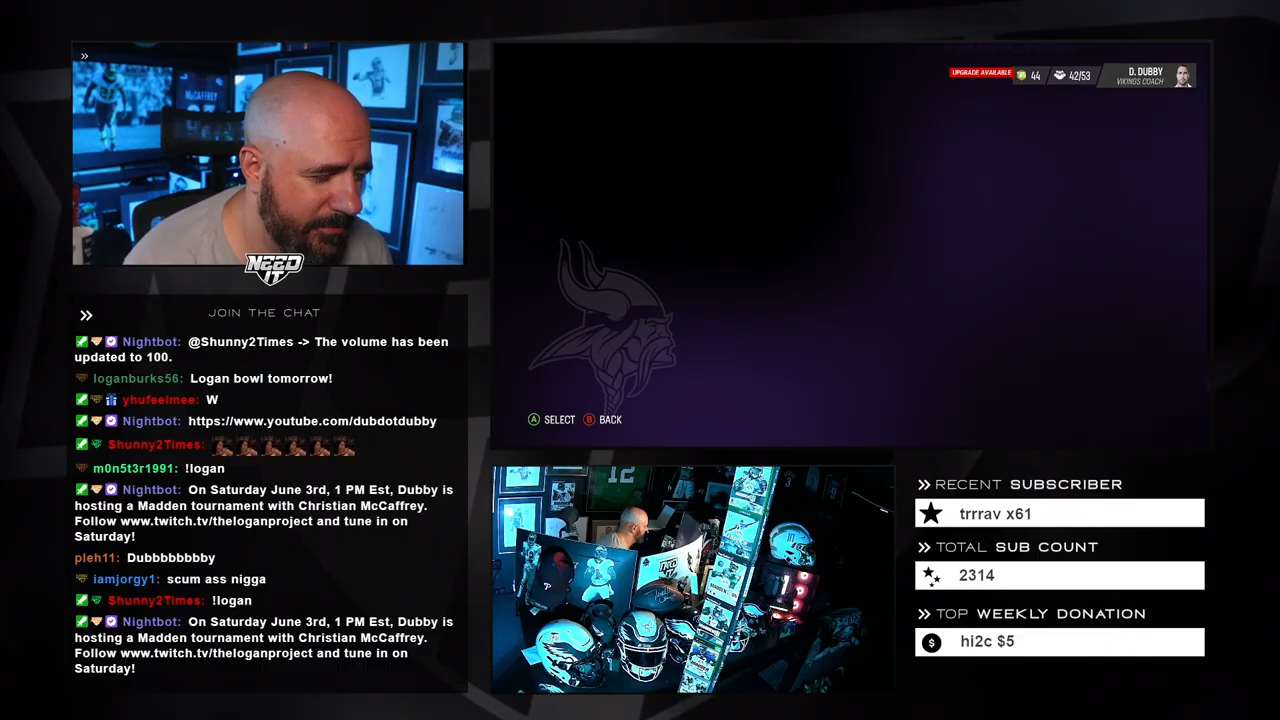 McCAFFREY
NEED
IT
JOIN THE CHAT
Nightbot: @Shunny2Times -> The volume has been
updated to 100.
loganburks56: Logan bowl tomorrow!
yhufeelmee: W
Nightbot: https://www.youtube.com/dubdotdubby
Shunny2Times:
m0n5t3r1991: !logan
Nightbot: On Saturday June 3rd, 1 PM Est, Dubby is
hosting a Madden tournament with Christian McCaffrey.
Follow www.twitch.tv/theloganproject and tune in on
Saturday!
pleh11: Dubbbbbbbby
iamjorgy1: scum ass nigga
Shunny2Times: !logan
Nightbot: On Saturday June 3rd, 1 PM Est, Dubby is
hosting a Madden tournament with Christian McCaffrey.
Follow www.twitch.tv/theloganproject and tune in on
Saturday!
UPGRADE AVAILABLE
44
42/53
D. DUBBY
VIKINGS COACH
A SELECT
B BACK
12
NEED
IT
RECENT SUBSCRIBER
trrrav x61
TOTAL SUB COUNT
2314
TOP WEEKLY DONATION
$ hi2c $5